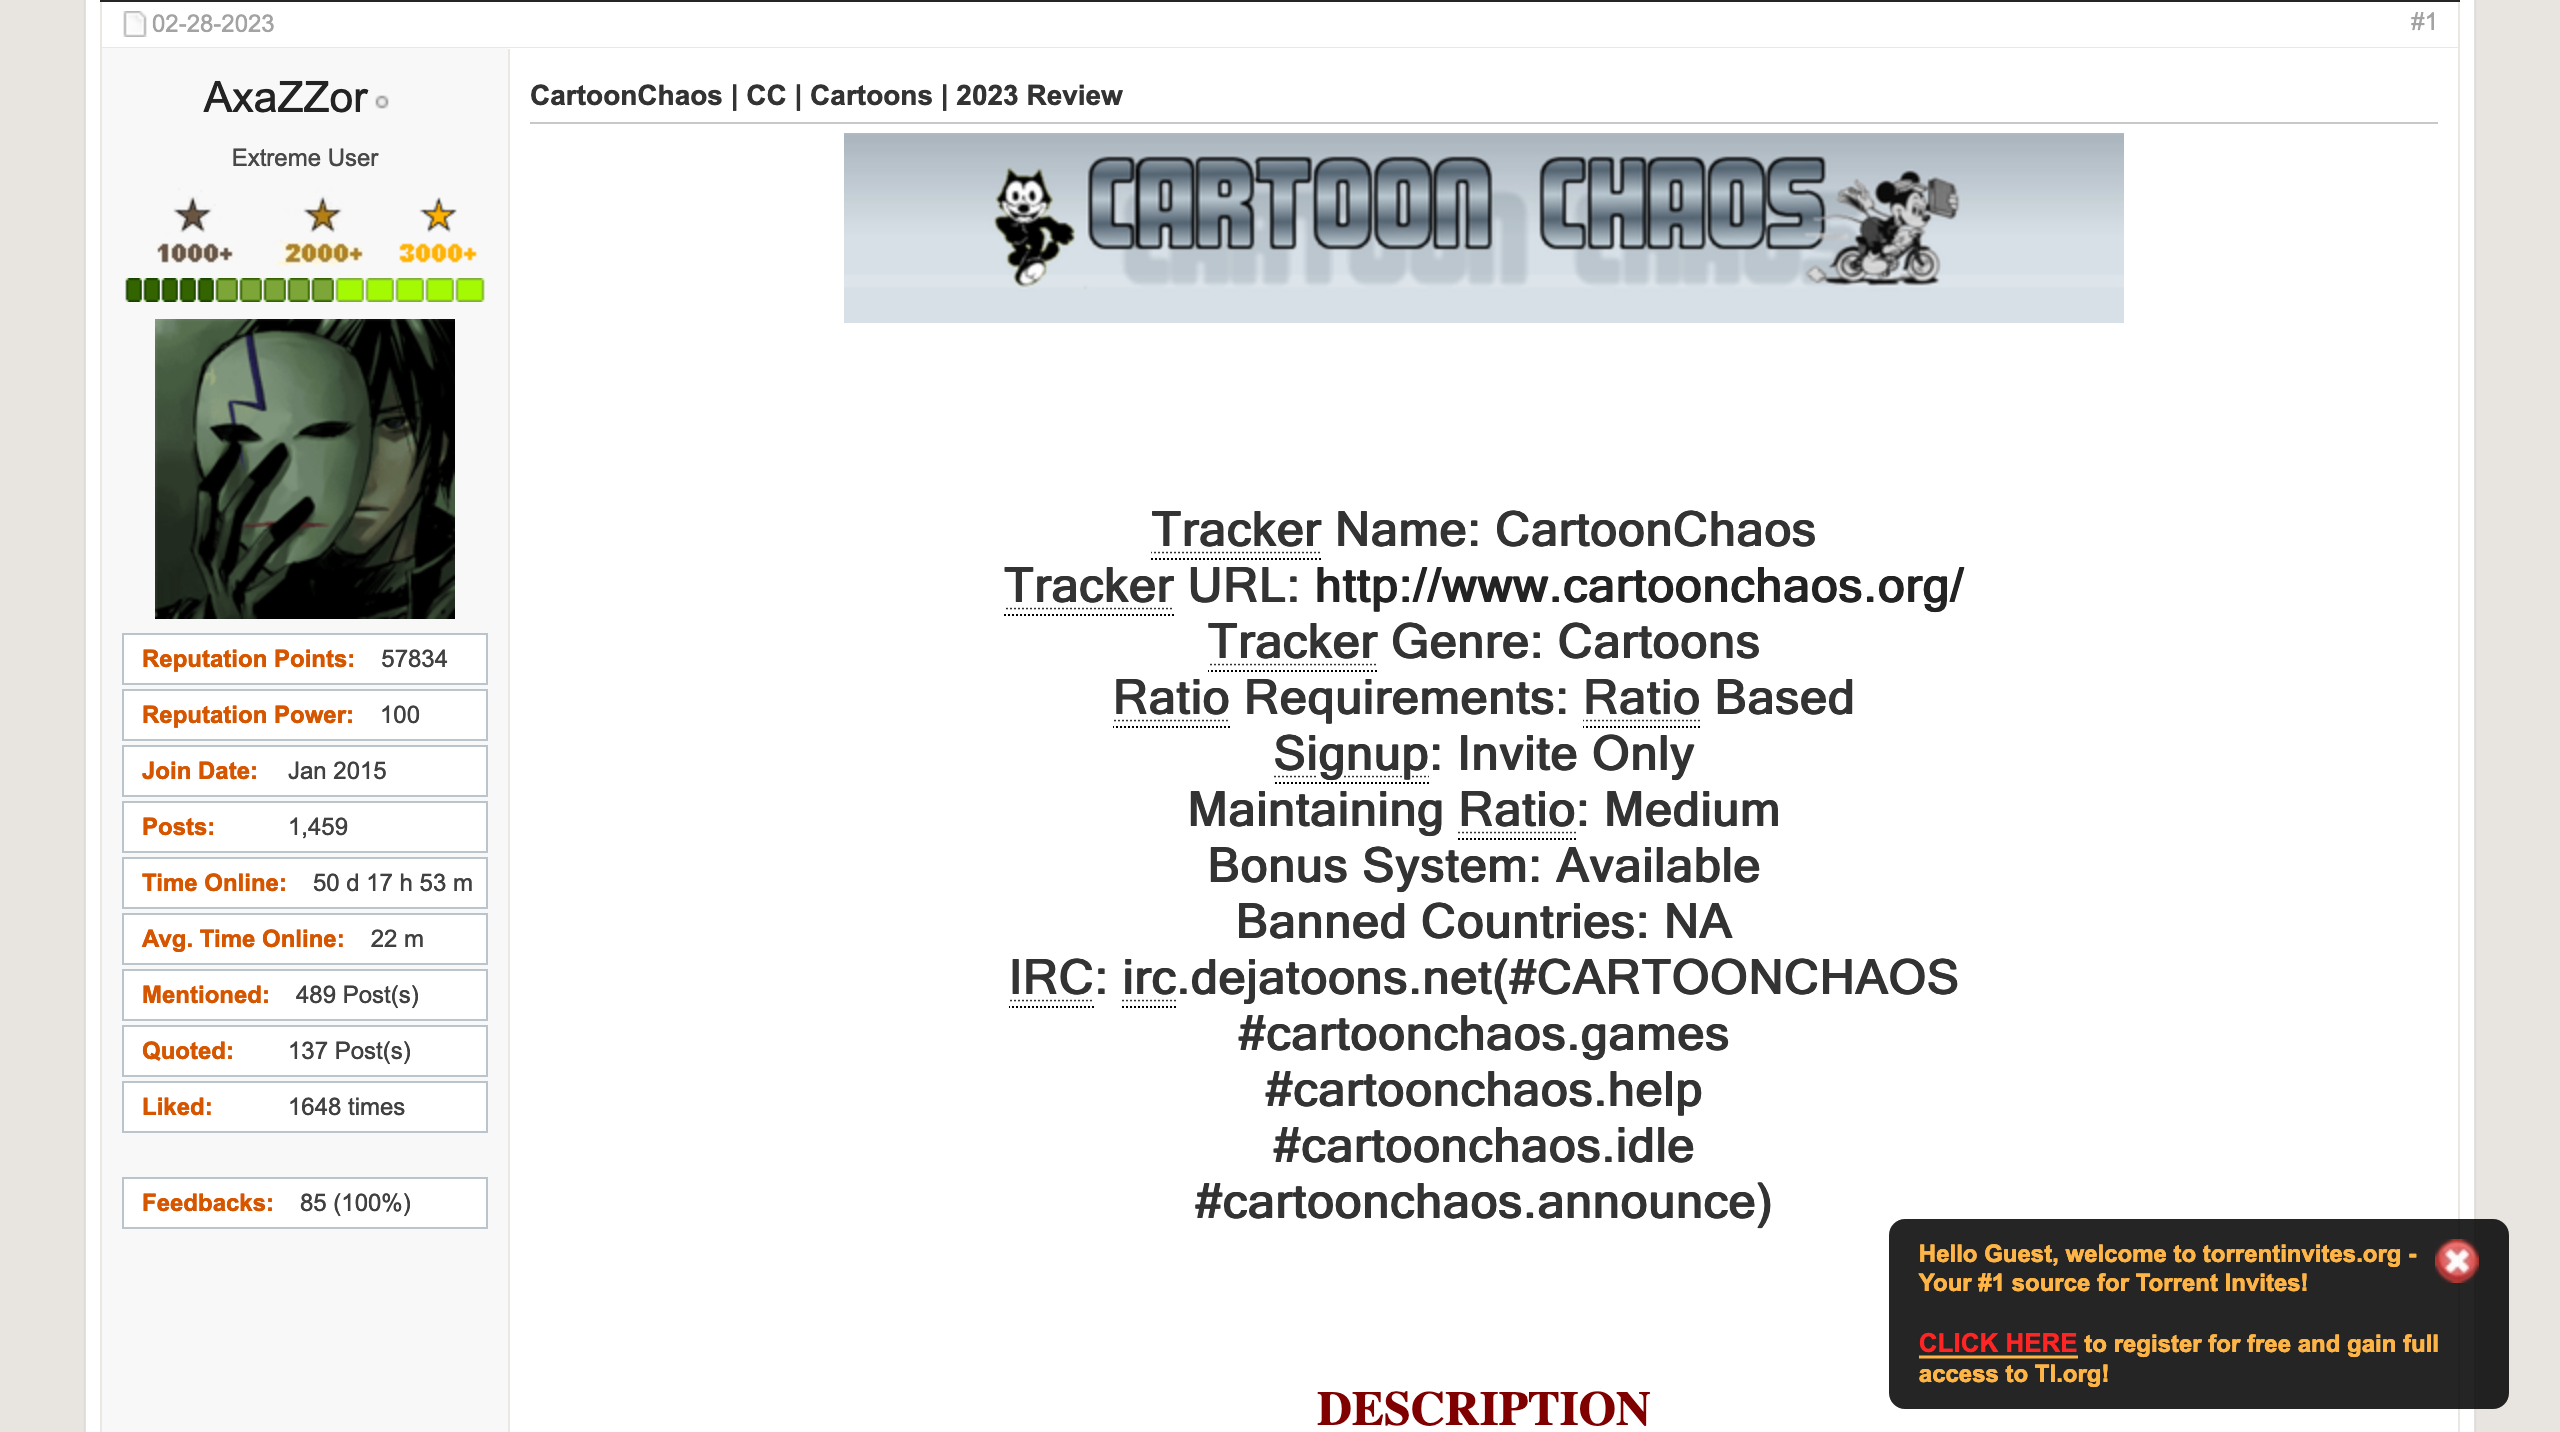 02-28-2023
#1
AxaZZor
Extreme User
1000+ 2000+ 3000+
Reputation Points: 57834
Reputation Power: 100
Join Date: Jan 2015
Posts: 1,459
Time Online: 50 d 17 h 53 m
Avg. Time Online: 22 m
Mentioned: 489 Post(s)
Quoted: 137 Post(s)
Liked: 1648 times
Feedbacks: 85 (100%)
CartoonChaos | CC | Cartoons | 2023 Review
CARTOON CHAOS
Tracker Name: CartoonChaos
Tracker URL: http://www.cartoonchaos.org/
Tracker Genre: Cartoons
Ratio Requirements: Ratio Based
Signup: Invite Only
Maintaining Ratio: Medium
Bonus System: Available
Banned Countries: NA
IRC: irc.dejatoons.net(#CARTOONCHAOS
#cartoonchaos.games
#cartoonchaos.help
#cartoonchaos.idle
#cartoonchaos.announce)
DESCRIPTION
Hello Guest, welcome to torrentinvites.org -
Your #1 source for Torrent Invites!
CLICK HERE to register for free and gain full
access to TI.org!